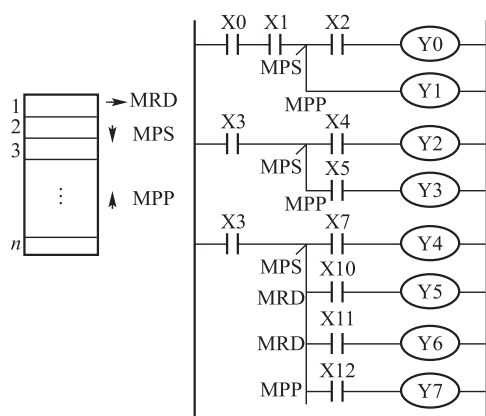 1
2
3
⋮
n
MRD
MPS
MPP
X0 X1 X2
Y0
MPS
MPP
Y1
X3 X4
Y2
MPS
X5
MPP
Y3
X3 X7
Y4
MPS
X10
MRD
Y5
X11
MRD
Y6
X12
MPP
Y7